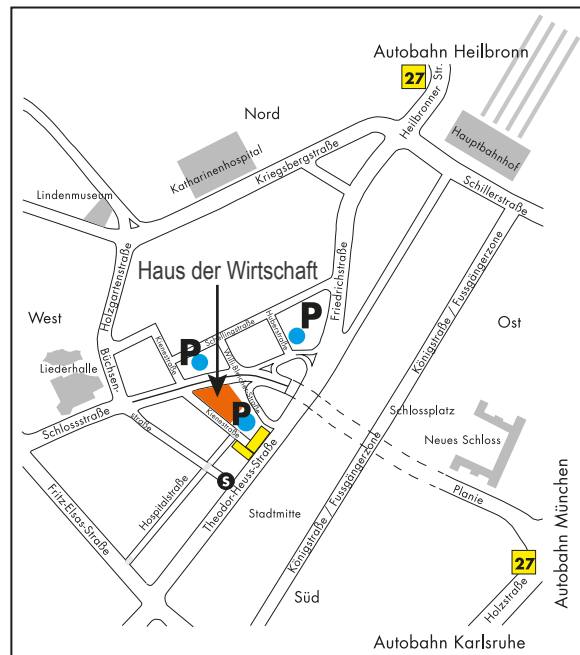 Autobahn Heilbronn
27
Heilbronner Str.
Nord
Hauptbahnhof
Katharinenhospital
Kriegsbergstraße
Schillerstraße
Lindenmuseum
Holzgartenstraße
Haus der Wirtschaft
Friedrichstraße
Königstraße / Fussgängerzone
West
Ost
P
Huberstraße
Schellingstraße
P
Kienestraße
Willi-Bleicher-Straße
Büchsen-
straße
Liederhalle
Schlossplatz
P
Kienestraße
Schlossstraße
Neues Schloss
S
Hospitalstraße
Theodor-Heuss-Straße
Stadtmitte
Planie
Fritz-Elsas-Straße
Königstraße / Fussgängerzone
27
Holzstraße
Autobahn München
Süd
Autobahn Karlsruhe